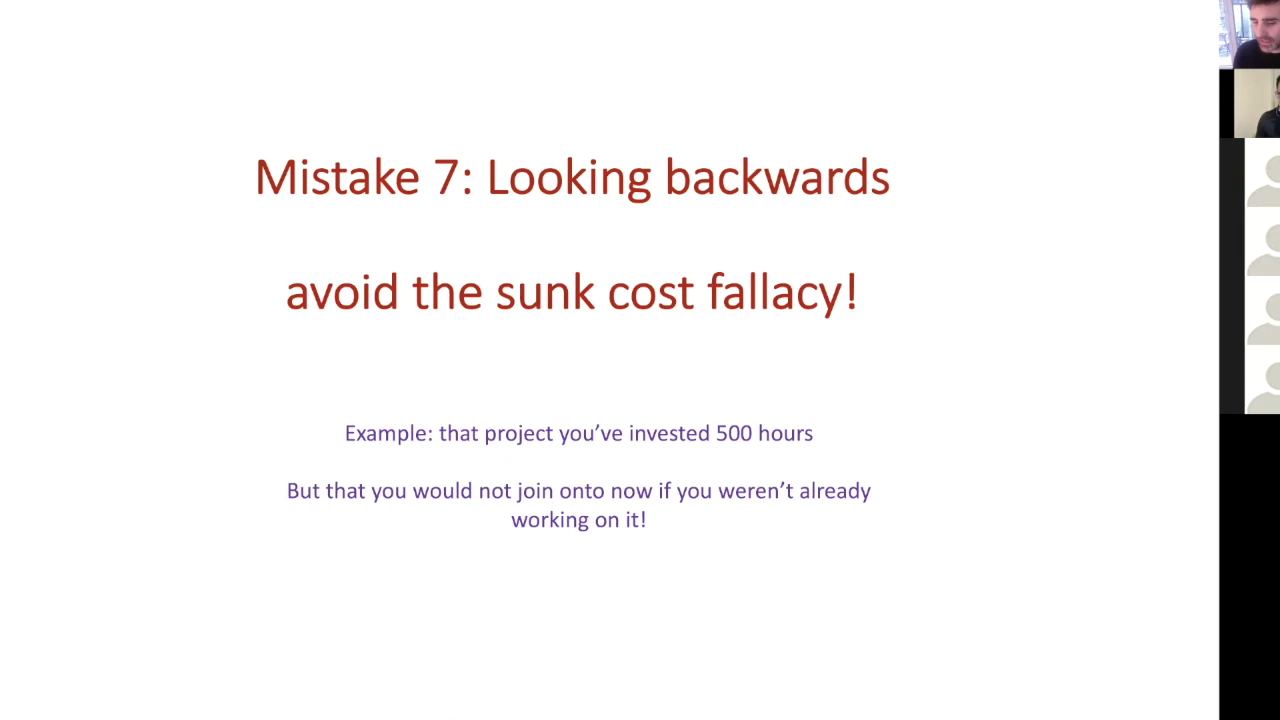 Mistake 7: Looking backwards
avoid the sunk cost fallacy!
Example: that project you’ve invested 500 hours
But that you would not join onto now if you weren’t already
working on it!